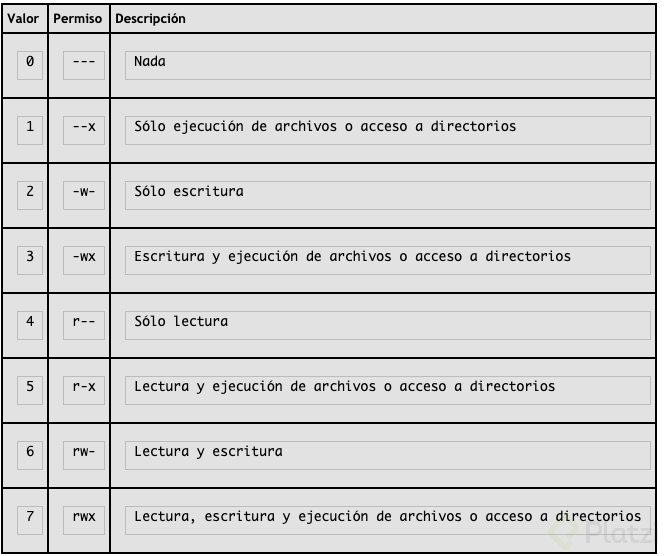 Valor Permiso Descripción
0 --- Nada
1 --x Sólo ejecución de archivos o acceso a directorios
2 -w- Sólo escritura
3 -wx Escritura y ejecución de archivos o acceso a directorios
4 r-- Sólo lectura
5 r-x Lectura y ejecución de archivos o acceso a directorios
6 rw- Lectura y escritura
7 rwx Lectura, escritura y ejecución de archivos o acceso a directorios
Platzi